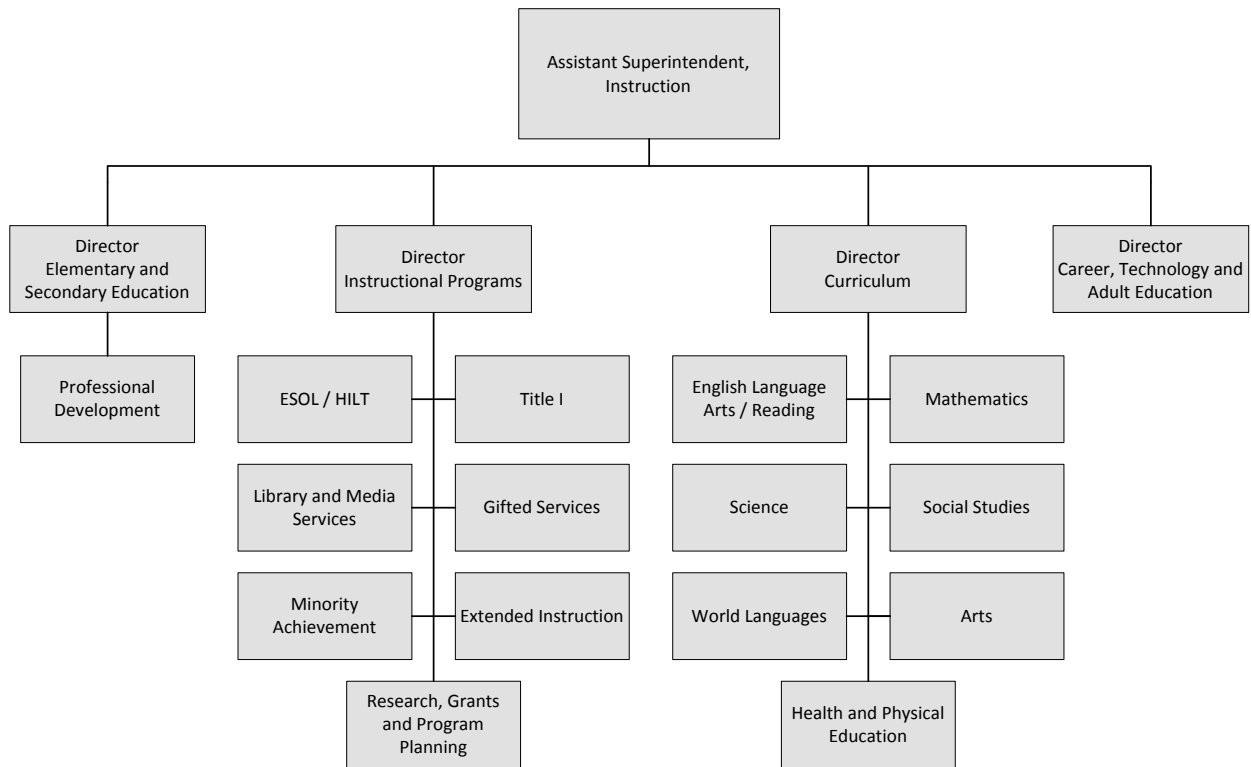 Assistant Superintendent,
Instruction
Director
Elementary and
Secondary Education
Director
Instructional Programs
Director
Curriculum
Director
Career, Technology and
Adult Education
Professional
Development
ESOL / HILT
Title I
English Language
Arts / Reading
Mathematics
Library and Media
Services
Gifted Services
Science
Social Studies
Minority
Achievement
Extended Instruction
World Languages
Arts
Research, Grants
and Program
Planning
Health and Physical
Education